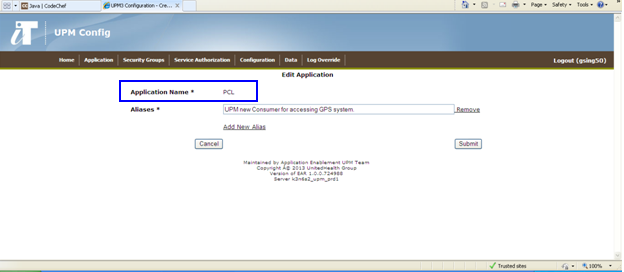 Java | CodeChef
UPM3 Configuration - Cre...
Page
Safety
Tools
iT
UPM Config
Home Application Security Groups Service Authorization Configuration Data Log Override Logout (gsing50)
Edit Application
Application Name * PCL
Aliases * UPM new Consumer for accessing GPS system. Remove
Add New Alias
Cancel Submit
Maintained by Application Enablement UPM Team
Copyright Â© 2013 UnitedHealth Group
Version of EAR 1.0.0.724988
Trusted sites 100%